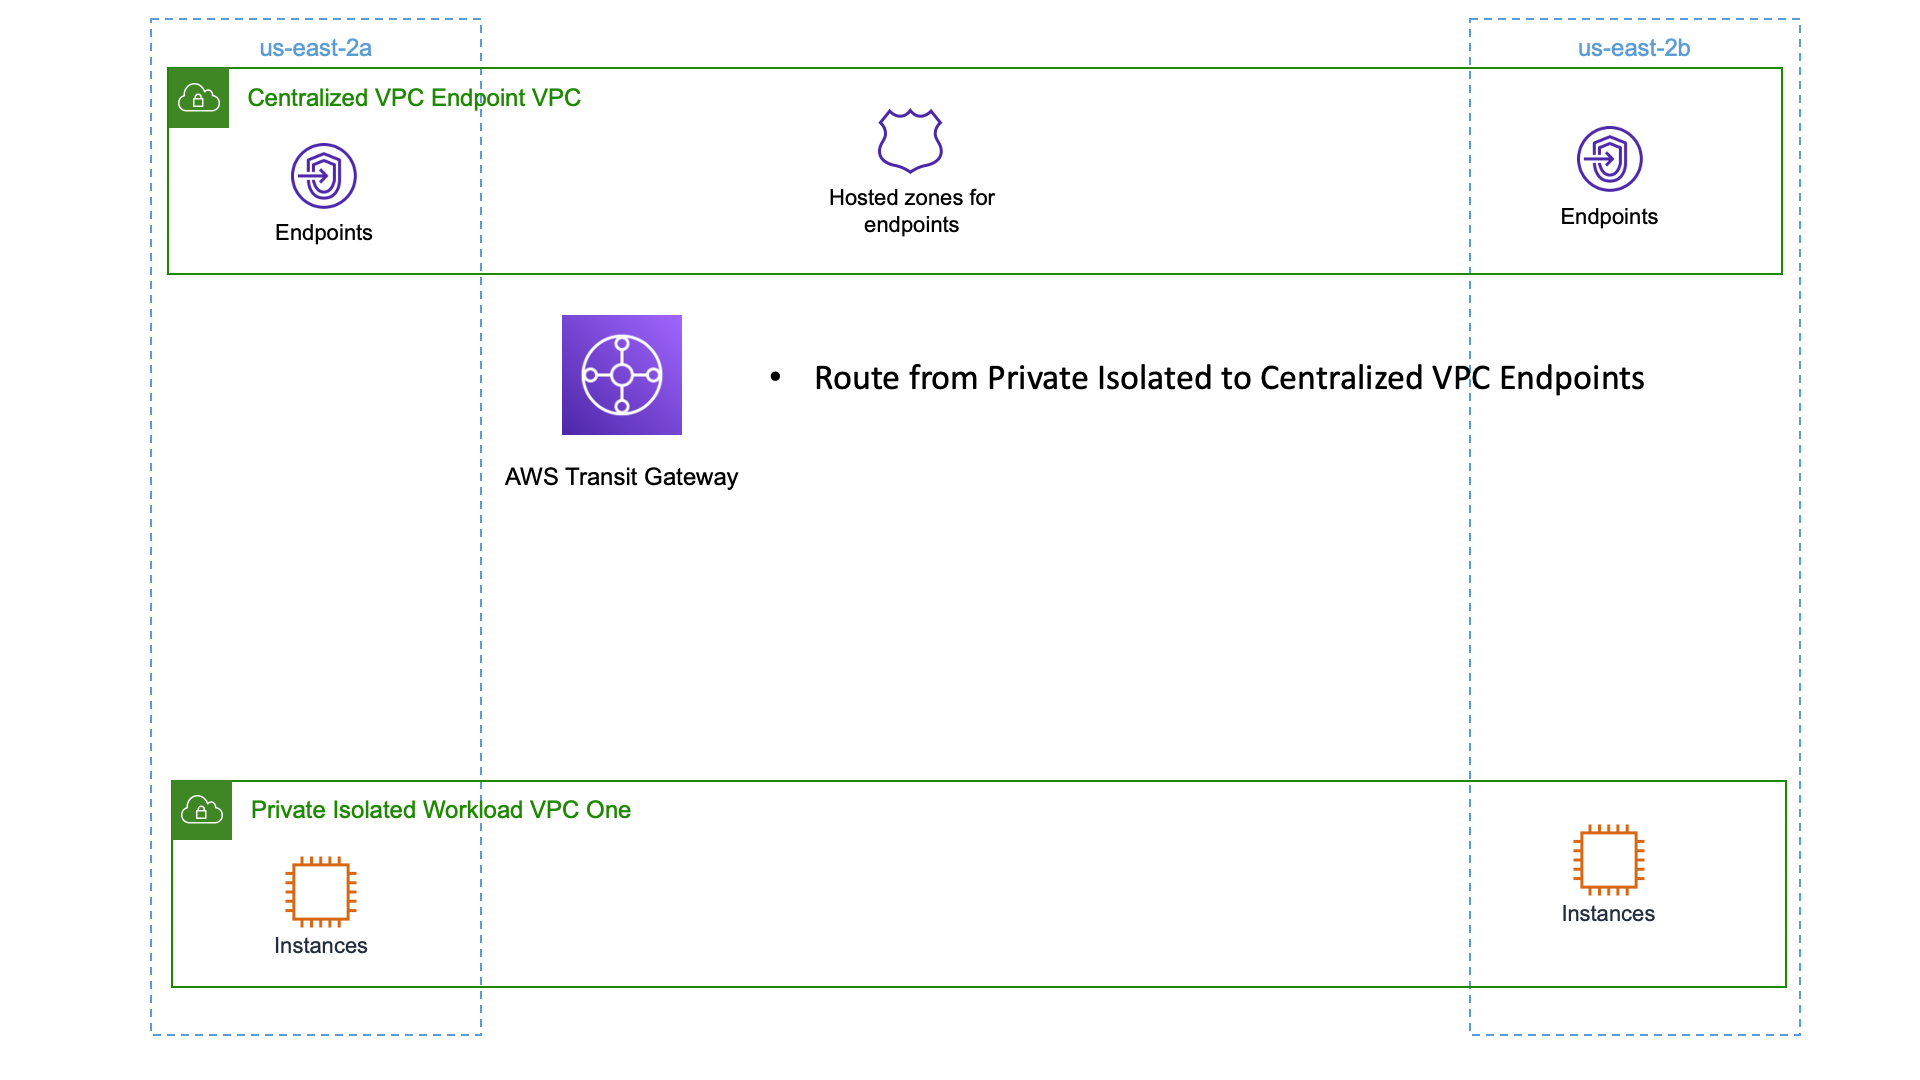 us-east-2a
us-east-2b
Centralized VPC Endpoint VPC
Endpoints
Hosted zones for
endpoints
Endpoints
• Route from Private Isolated to Centralized VPC Endpoints
AWS Transit Gateway
Private Isolated Workload VPC One
Instances
Instances